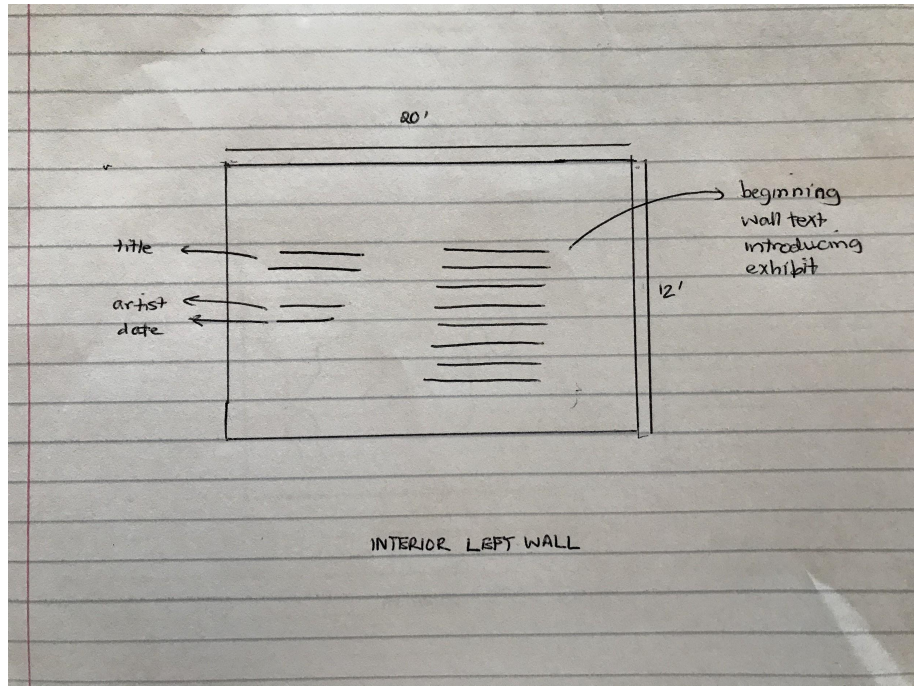 20'
title
artist
date
beginning
wall text
introducing
exhibit
12'
INTERIOR LEFT WALL